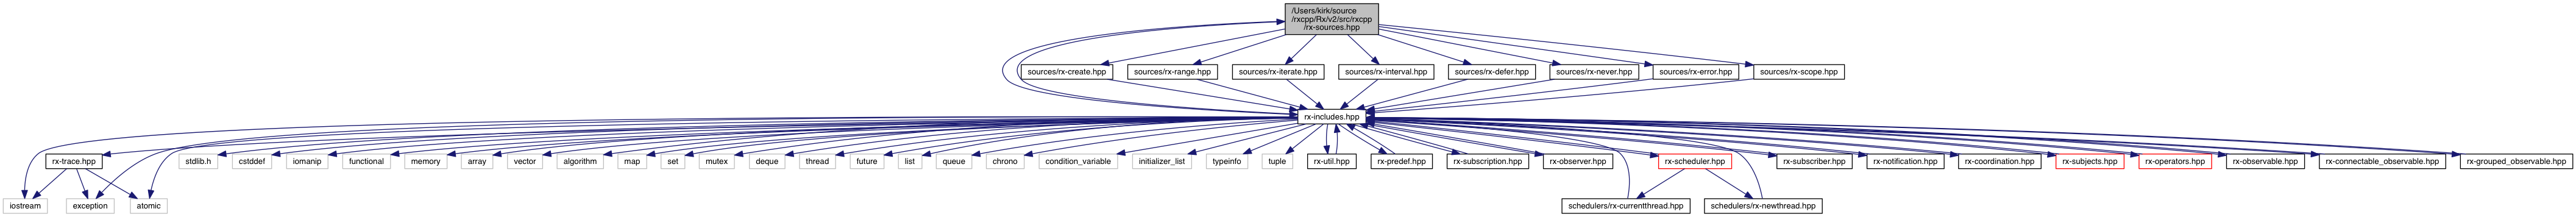 /Users/kirk/source
/rxcpp/Rx/v2/src/rxcpp
/rx-sources.hpp
sources/rx-create.hpp
sources/rx-range.hpp
sources/rx-iterate.hpp
sources/rx-interval.hpp
sources/rx-defer.hpp
sources/rx-never.hpp
sources/rx-error.hpp
sources/rx-scope.hpp
rx-includes.hpp
rx-trace.hpp
stdlib.h
cstddef
iomanip
functional
memory
array
vector
algorithm
map
set
mutex
deque
thread
future
list
queue
chrono
condition_variable
initializer_list
typeinfo
tuple
rx-util.hpp
rx-predef.hpp
rx-subscription.hpp
rx-observer.hpp
rx-scheduler.hpp
rx-subscriber.hpp
rx-notification.hpp
rx-coordination.hpp
rx-subjects.hpp
rx-operators.hpp
rx-observable.hpp
rx-connectable_observable.hpp
rx-grouped_observable.hpp
iostream
exception
atomic
schedulers/rx-currentthread.hpp
schedulers/rx-newthread.hpp